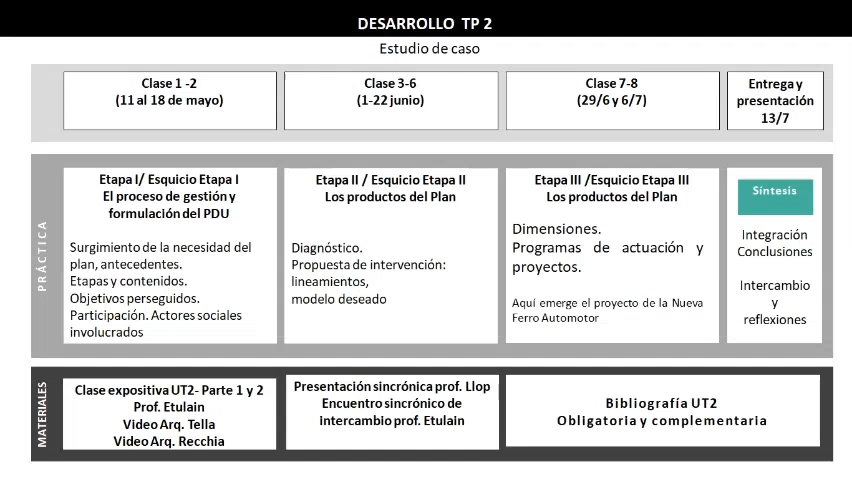 DESARROLLO TP 2
Estudio de caso
Clase 1 -2
(11 al 18 de mayo)
Clase 3-6
(1-22 junio)
Clase 7-8
(29/6 y 6/7)
Entrega y
presentación
13/7
PRÁCTICA
Etapa I/ Esquicio Etapa I
El proceso de gestión y
formulación del PDU
Surgimiento de la necesidad del
plan, antecedentes.
Etapas y contenidos.
Objetivos perseguidos.
Participación. Actores sociales
involucrados
Etapa II / Esquicio Etapa II
Los productos del Plan
Diagnóstico.
Propuesta de intervención:
lineamientos,
modelo deseado
Etapa III /Esquicio Etapa III
Los productos del Plan
Dimensiones.
Programas de actuación y
proyectos.
Aquí emerge el proyecto de la Nueva
Ferro Automotor
Síntesis
Integración
Conclusiones
Intercambio
y
reflexiones
MATERIALES
Clase expositiva UT2- Parte 1 y 2
Prof. Etulain
Video Arq. Tella
Video Arq. Recchia
Presentación sincrónica prof. Llop
Encuentro sincrónico de
intercambio prof. Etulain
Bibliografía UT2
Obligatoria y complementaria